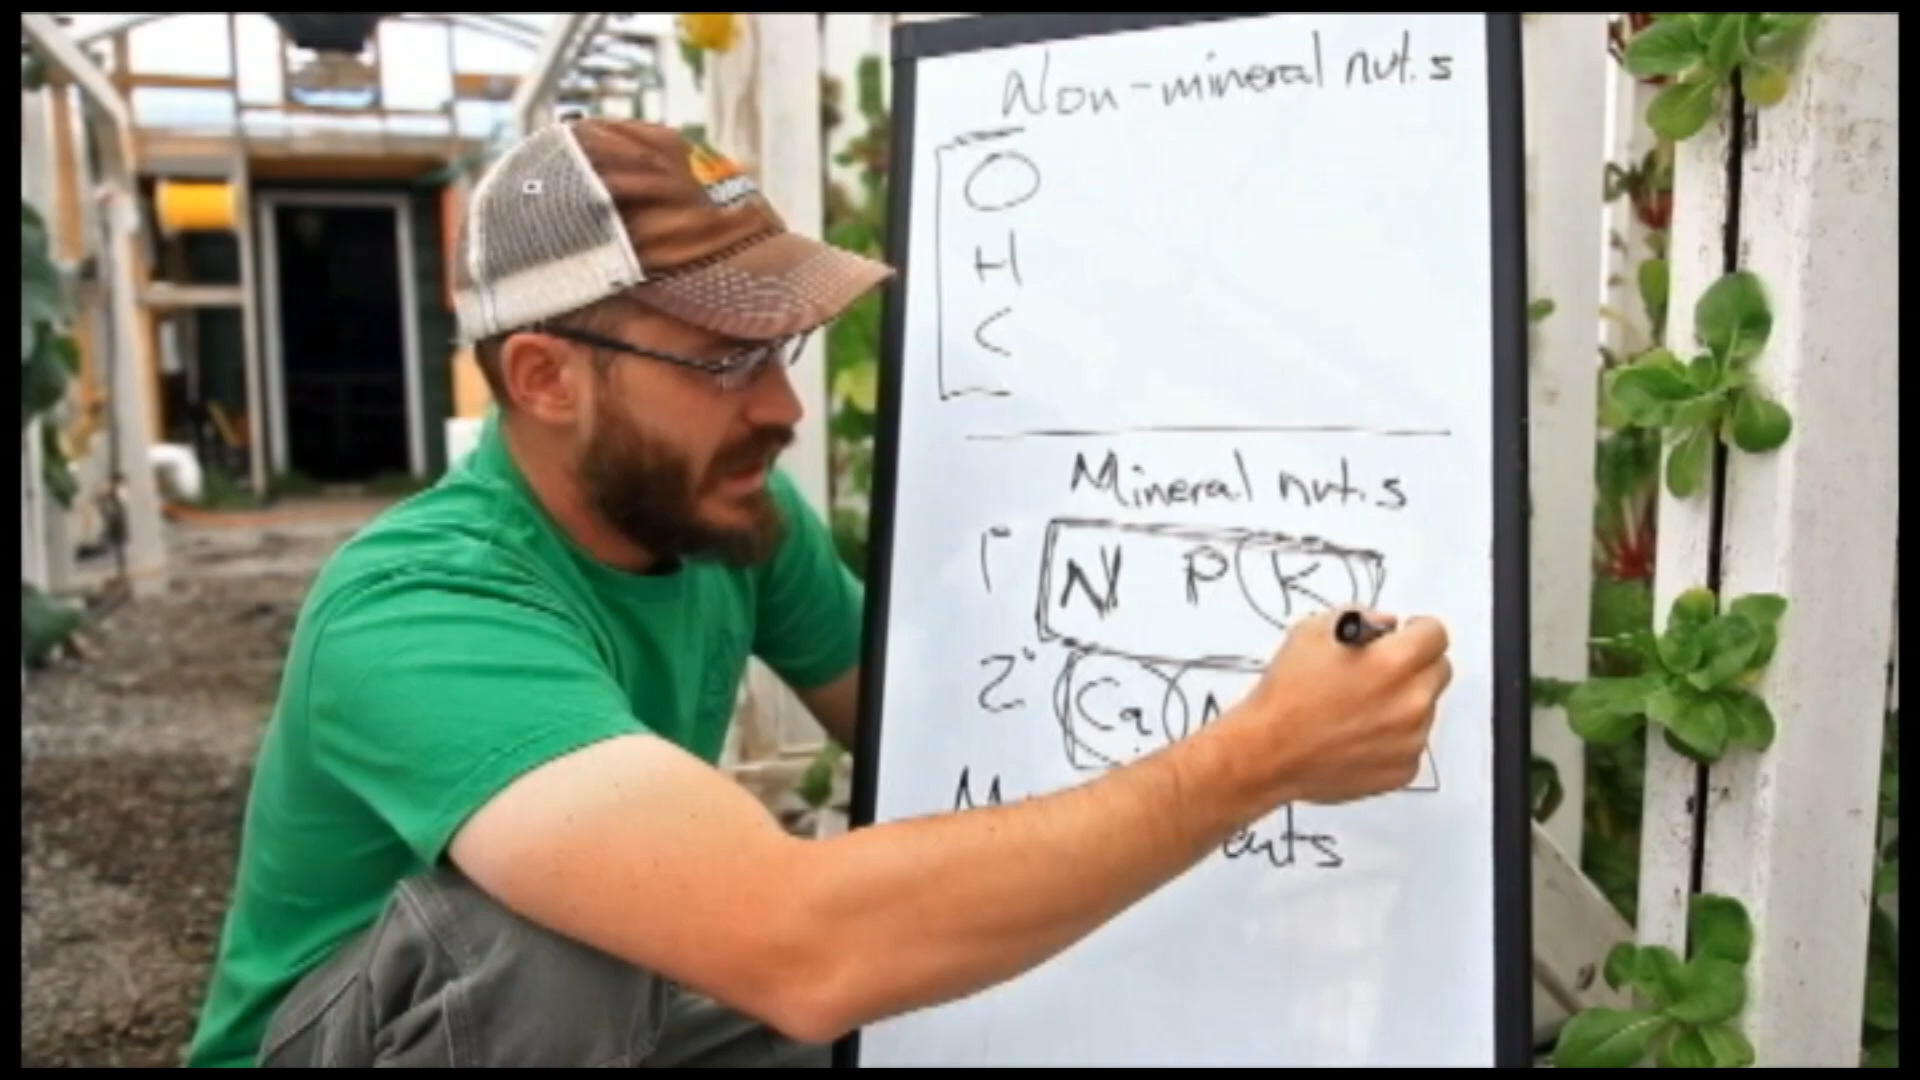 Non-mineral nut.s
O
H
C
Mineral nut.s
1° N P K
2° Ca